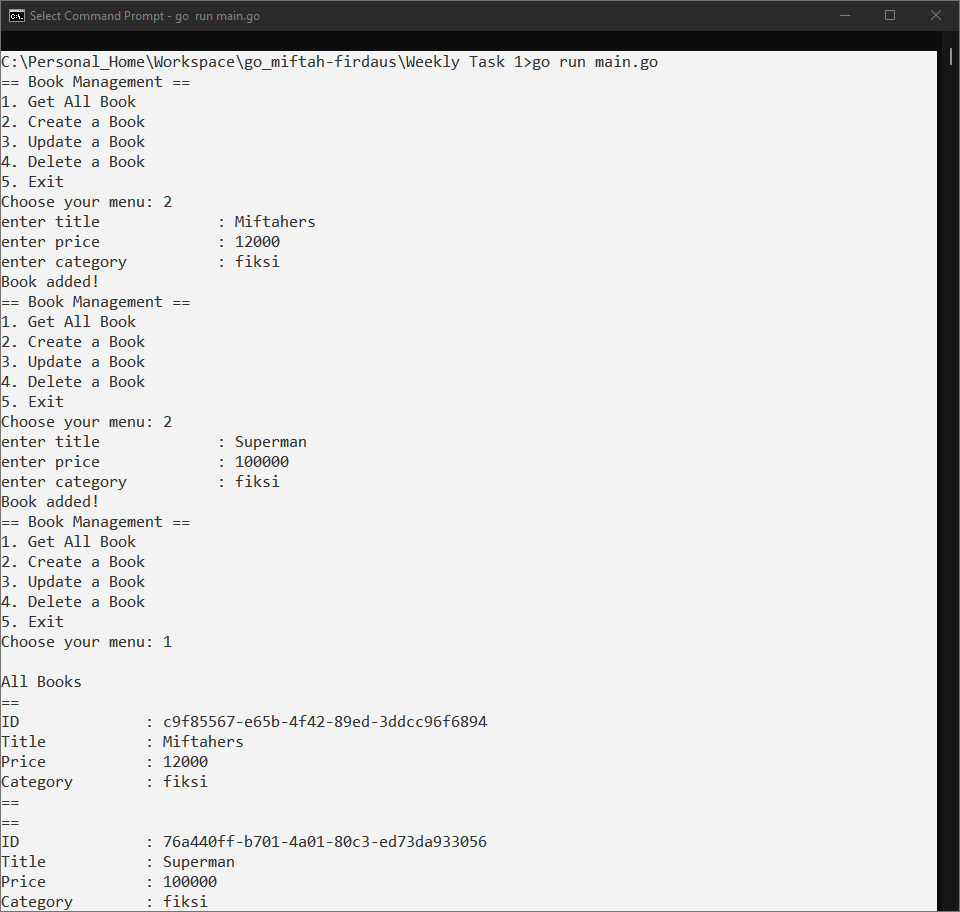 Select Command Prompt - go  run main.go
C:\Personal_Home\Workspace\go_miftah-firdaus\Weekly Task 1>go run main.go
== Book Management ==
1. Get All Book
2. Create a Book
3. Update a Book
4. Delete a Book
5. Exit
Choose your menu: 2
enter title             : Miftahers
enter price             : 12000
enter category          : fiksi
Book added!
== Book Management ==
1. Get All Book
2. Create a Book
3. Update a Book
4. Delete a Book
5. Exit
Choose your menu: 2
enter title             : Superman
enter price             : 100000
enter category          : fiksi
Book added!
== Book Management ==
1. Get All Book
2. Create a Book
3. Update a Book
4. Delete a Book
5. Exit
Choose your menu: 1

All Books
==
ID              : c9f85567-e65b-4f42-89ed-3ddcc96f6894
Title           : Miftahers
Price           : 12000
Category        : fiksi
==
==
ID              : 76a440ff-b701-4a01-80c3-ed73da933056
Title           : Superman
Price           : 100000
Category        : fiksi